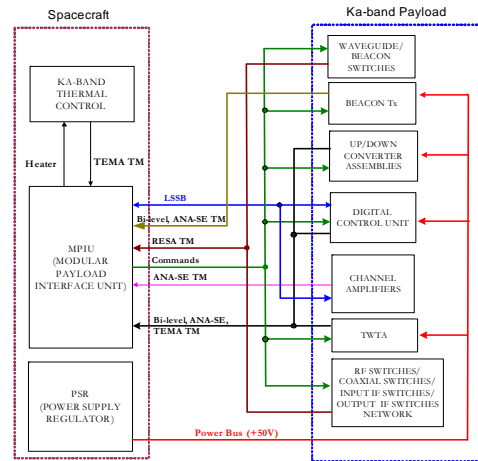 Spacecraft
Ka-band Payload
WAVEGUIDE/
BEACON
SWITCHES
KA-BAND
THERMAL
CONTROL
BEACON Tx
UP/DOWN
CONVERTER
ASSEMBLIES
Heater
TEMA TM
LSSB
Bi-level, ANA-SE TM
DIGITAL
CONTROL UNIT
MPIU
(MODULAR
PAYLOAD
INTERFACE UNIT)
RESA TM
Commands
ANA-SE TM
CHANNEL
AMPLIFIERS
Bi-level, ANA-SE,
TEMA TM
TWTA
PSR
(POWER SUPPLY
REGULATOR)
RF SWITCHES/
COAXIAL SWITCHES/
INPUT IF SWITCHES/
OUTPUT IF SWITCHES
NETWORK
Power Bus (+50V)